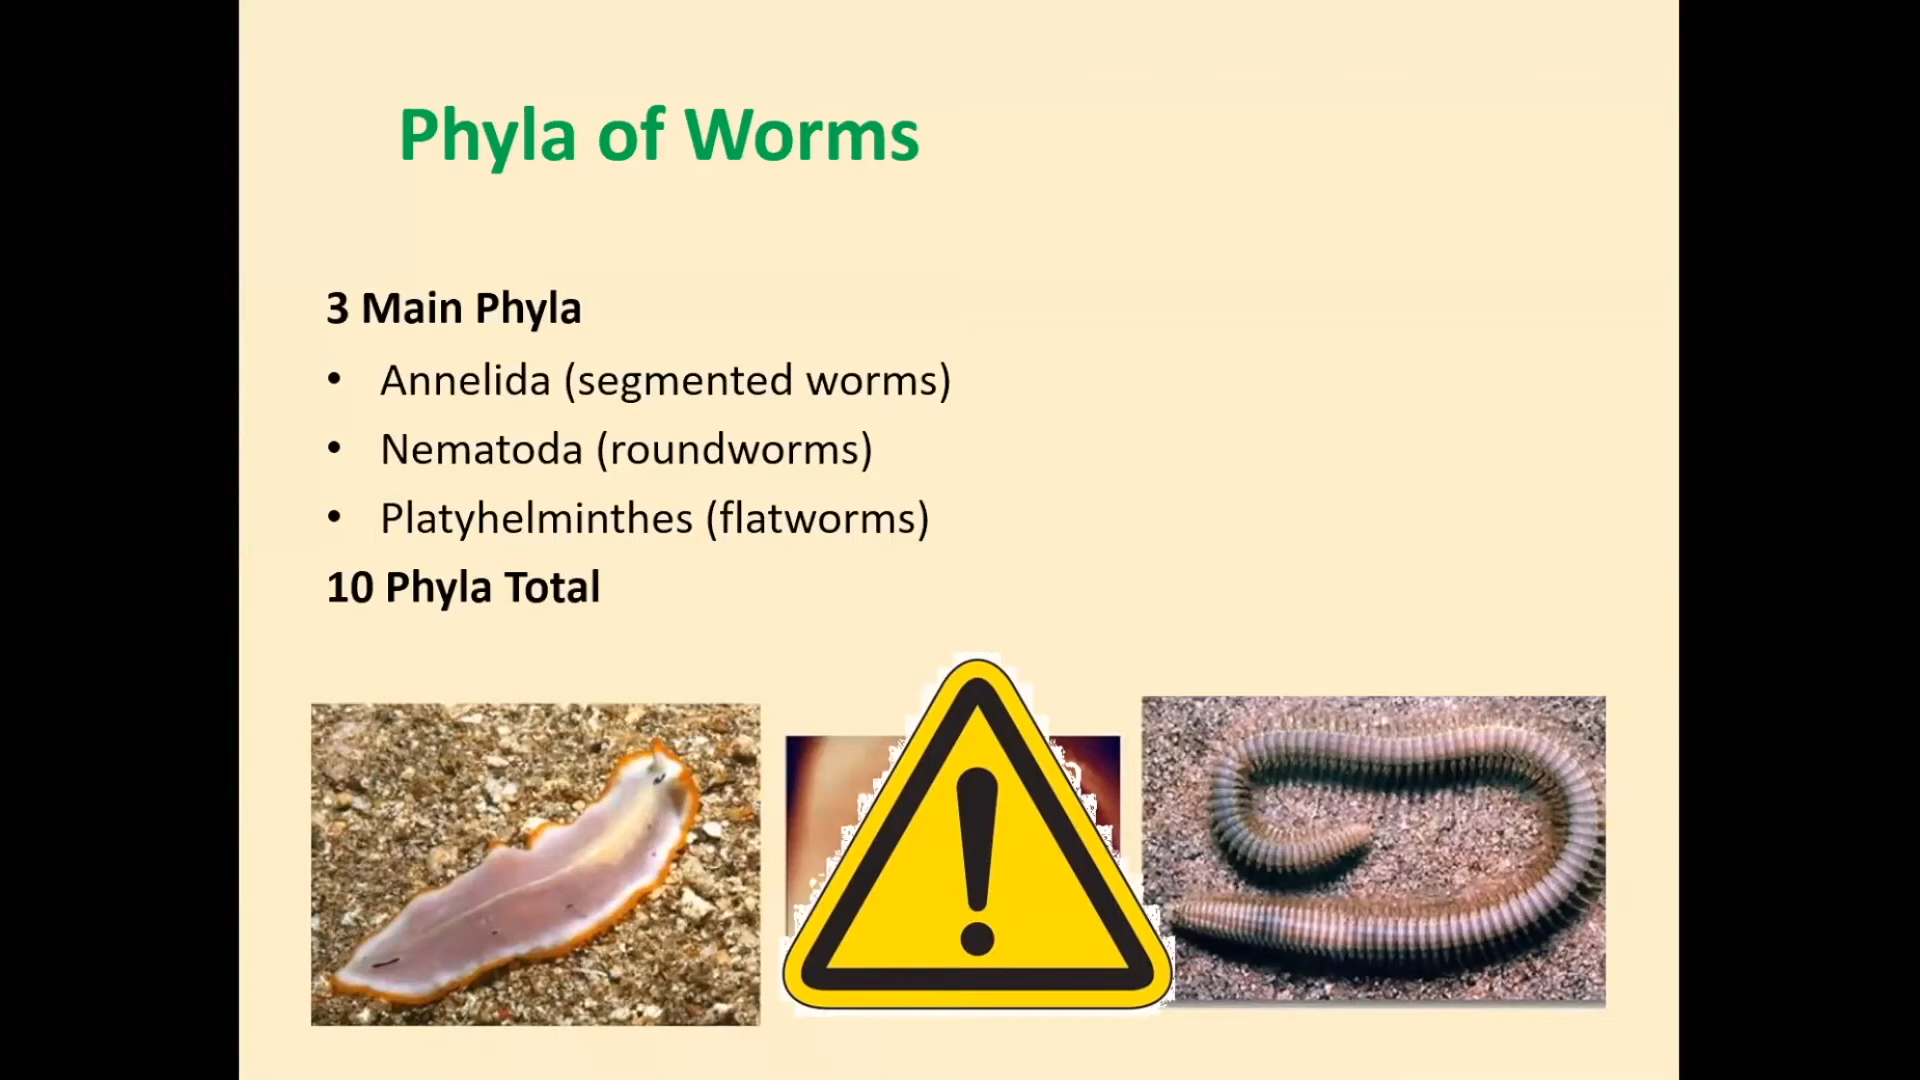 Phyla of Worms
3 Main Phyla
• Annelida (segmented worms)
• Nematoda (roundworms)
• Platyhelminthes (flatworms)
10 Phyla Total